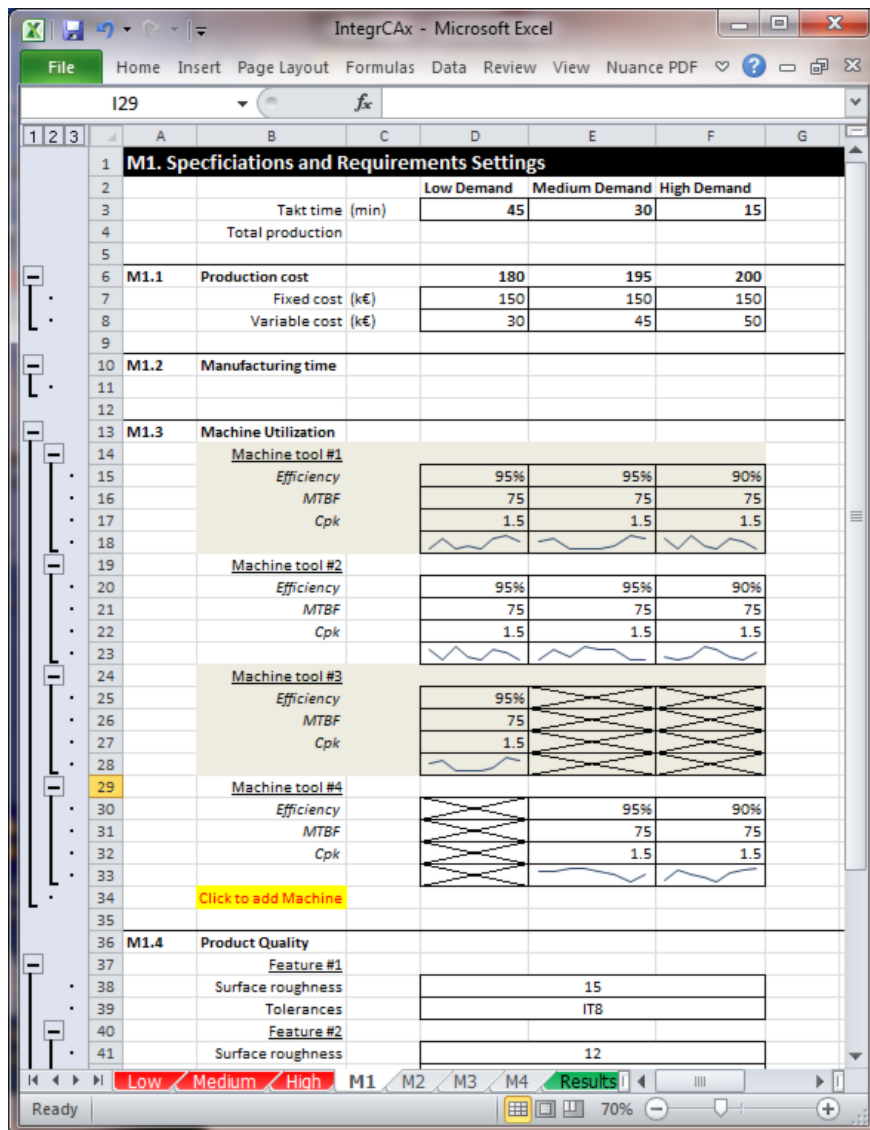 IntegrCAx - Microsoft Excel
File Home Insert Page Layout Formulas Data Review View Nuance PDF
I29 fx
1 2 3 A B C D E F G
1 M1. Specficiations and Requirements Settings
2 Low Demand Medium Demand High Demand
3 Takt time (min) 45 30 15
4 Total production
5
6 M1.1 Production cost 180 195 200
7 Fixed cost (k€) 150 150 150
8 Variable cost (k€) 30 45 50
9
10 M1.2 Manufacturing time
11
12
13 M1.3 Machine Utilization
14 Machine tool #1
15 Efficiency 95% 95% 90%
16 MTBF 75 75 75
17 Cpk 1.5 1.5 1.5
18
19 Machine tool #2
20 Efficiency 95% 95% 90%
21 MTBF 75 75 75
22 Cpk 1.5 1.5 1.5
23
24 Machine tool #3
25 Efficiency 95%
26 MTBF 75
27 Cpk 1.5
28
29 Machine tool #4
30 Efficiency 95% 90%
31 MTBF 75 75
32 Cpk 1.5 1.5
33
34 Click to add Machine
35
36 M1.4 Product Quality
37 Feature #1
38 Surface roughness 15
39 Tolerances IT8
40 Feature #2
41 Surface roughness 12
Low Medium High M1 M2 M3 M4 Results
Ready 70%